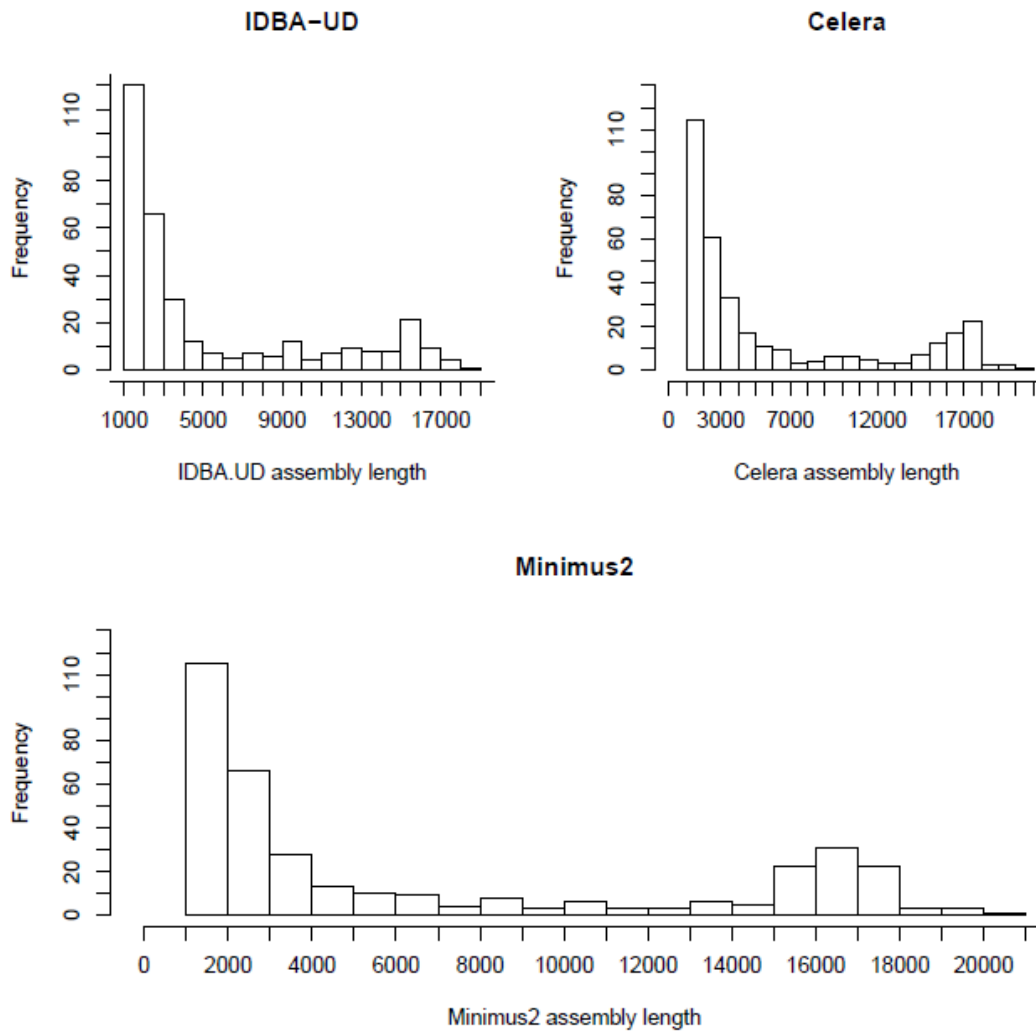 IDBA−UD
Frequency
0
20
40
60
80
110
1000 5000 9000 13000 17000
IDBA.UD assembly length
Celera
Frequency
0
20
40
60
80
110
0 3000 7000 12000 17000
Celera assembly length
Minimus2
Frequency
0
20
40
60
80
110
0 2000 4000 6000 8000 10000 12000 14000 16000 18000 20000
Minimus2 assembly length